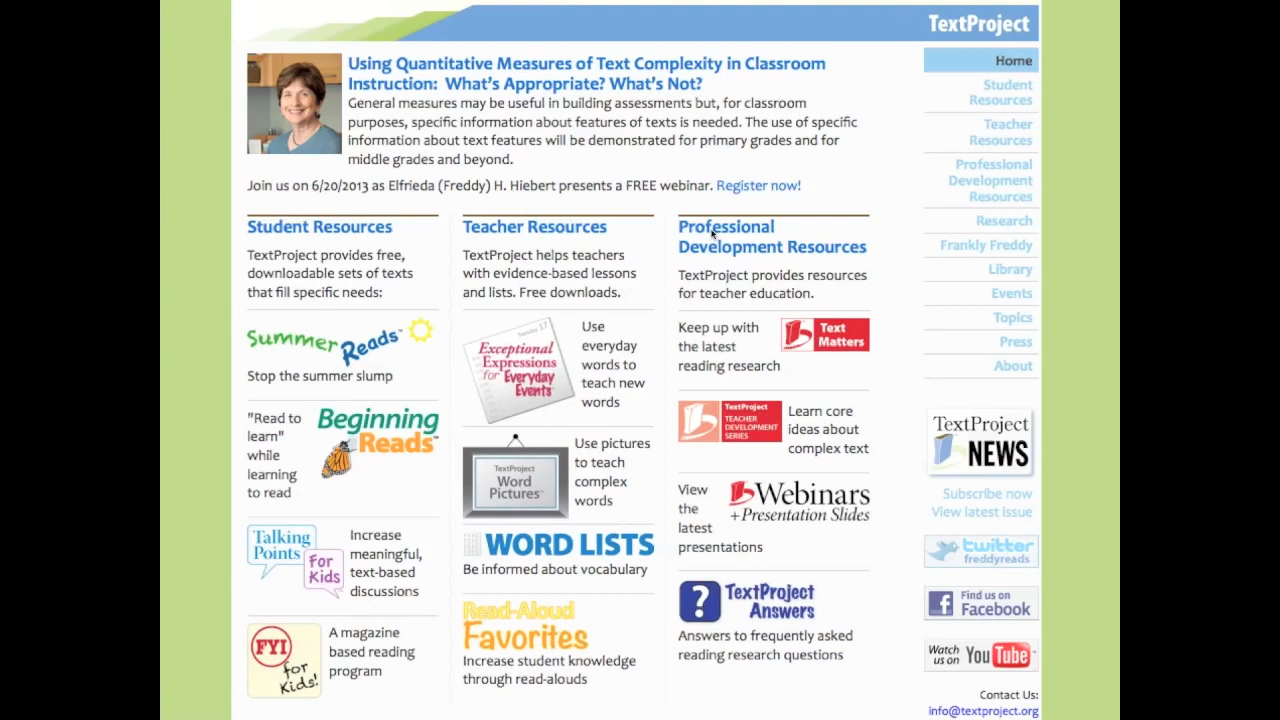 TextProject
Using Quantitative Measures of Text Complexity in Classroom
Instruction: What's Appropriate? What's Not?
General measures may be useful in building assessments but, for classroom
purposes, specific information about features of texts is needed. The use of specific
information about text features will be demonstrated for primary grades and for
middle grades and beyond.
Join us on 6/20/2013 as Elfrieda (Freddy) H. Hiebert presents a FREE webinar. Register now!
Student Resources
TextProject provides free,
downloadable sets of texts
that fill specific needs:
Summer Reads™
Stop the summer slump
"Read to
learn"
while
learning
to read
Beginning
Reads™
Talking
Points
For
Kids
Increase
meaningful,
text-based
discussions
FYI
for
Kids!
A magazine
based reading
program
Teacher Resources
TextProject helps teachers
with evidence-based lessons
and lists. Free downloads.
Tuesday 17
Exceptional
Expressions
for Everyday
Events™
Use
everyday
words to
teach new
words
TextProject
Word
Pictures™
Use pictures
to teach
complex
words
WORD LISTS
Be informed about vocabulary
Read-Aloud
Favorites
Increase student knowledge
through read-alouds
Professional
Development Resources
TextProject provides resources
for teacher education.
Keep up with
the latest
reading research
Text
Matters
TextProject
TEACHER
DEVELOPMENT
SERIES
Learn core
ideas about
complex text
View
the
latest
presentations
Webinars
+Presentation Slides
?
TextProject
Answers
Answers to frequently asked
reading research questions
Home
Student
Resources
Teacher
Resources
Professional
Development
Resources
Research
Frankly Freddy
Library
Events
Topics
Press
About
TextProject
NEWS
Subscribe now
View latest issue
twitter
freddyreads
f
Find us on
Facebook
Watch
us on
YouTube
Contact Us:
info@textproject.org